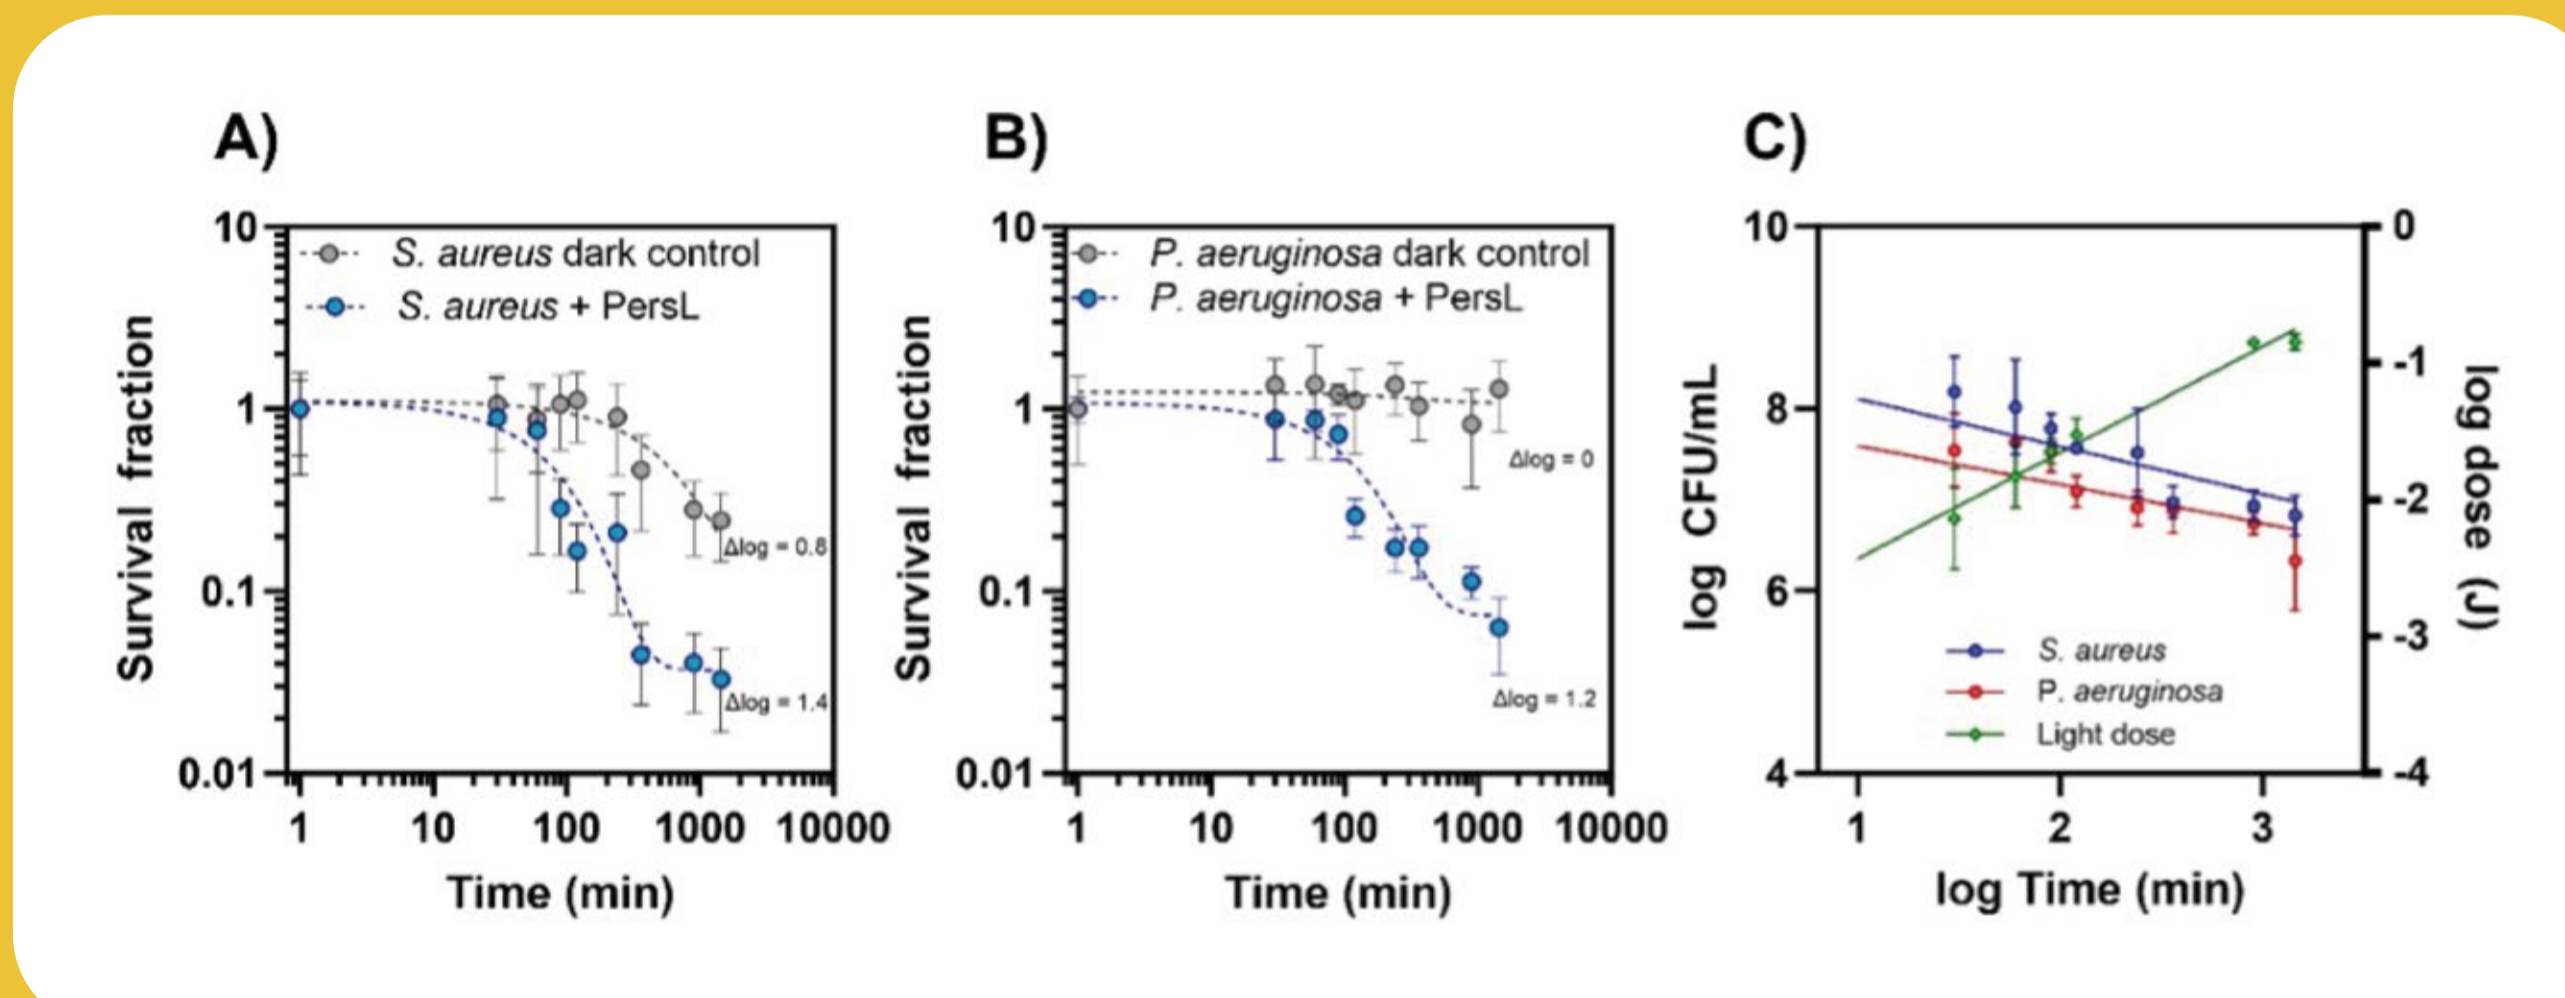 A)
10
1
0.1
0.01
Survival fraction
S. aureus dark control
S. aureus + PersL
Δlog = 0.8
Δlog = 1.4
1 10 100 1000 10000
Time (min)
B)
10
1
0.1
0.01
Survival fraction
P. aeruginosa dark control
P. aeruginosa + PersL
Δlog = 0
Δlog = 1.2
1 10 100 1000 10000
Time (min)
C)
10
8
6
4
log CFU/mL
S. aureus
P. aeruginosa
Light dose
0
-1
-2
-3
-4
log dose (J)
1 2 3
log Time (min)